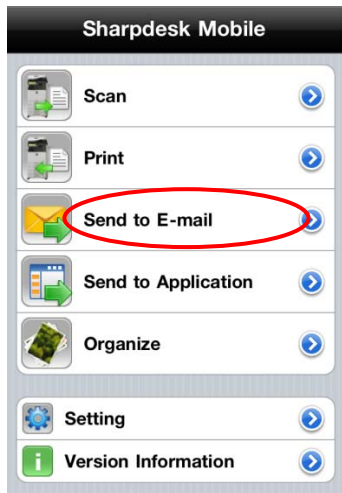 Sharpdesk Mobile
Scan
Print
Send to E-mail
Send to Application
Organize
Setting
Version Information